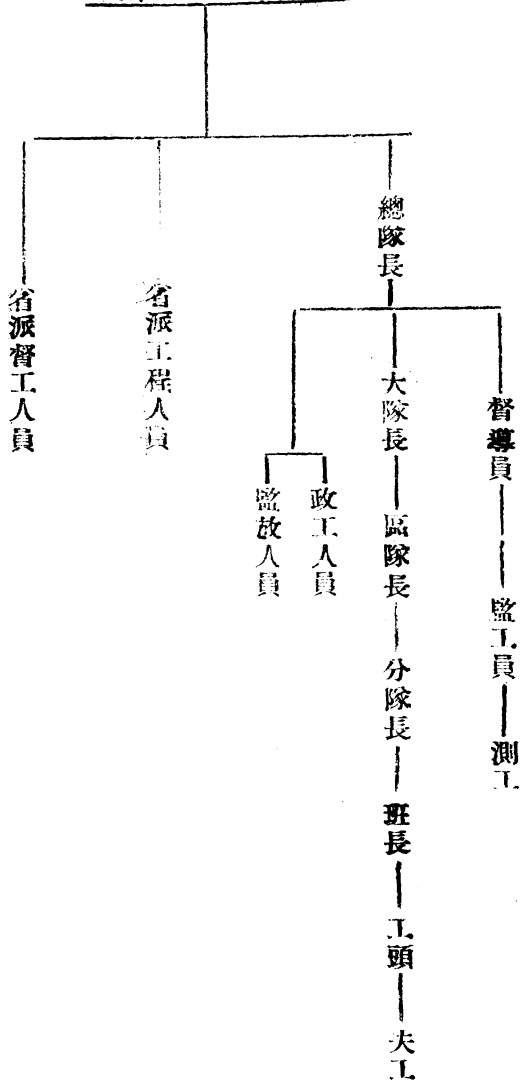 總隊長
督導員
監工員
測工
大隊長
區隊長
分隊長
班長
工頭
夫工
政工人員
監放人員
省派工程人員
省派督工人員